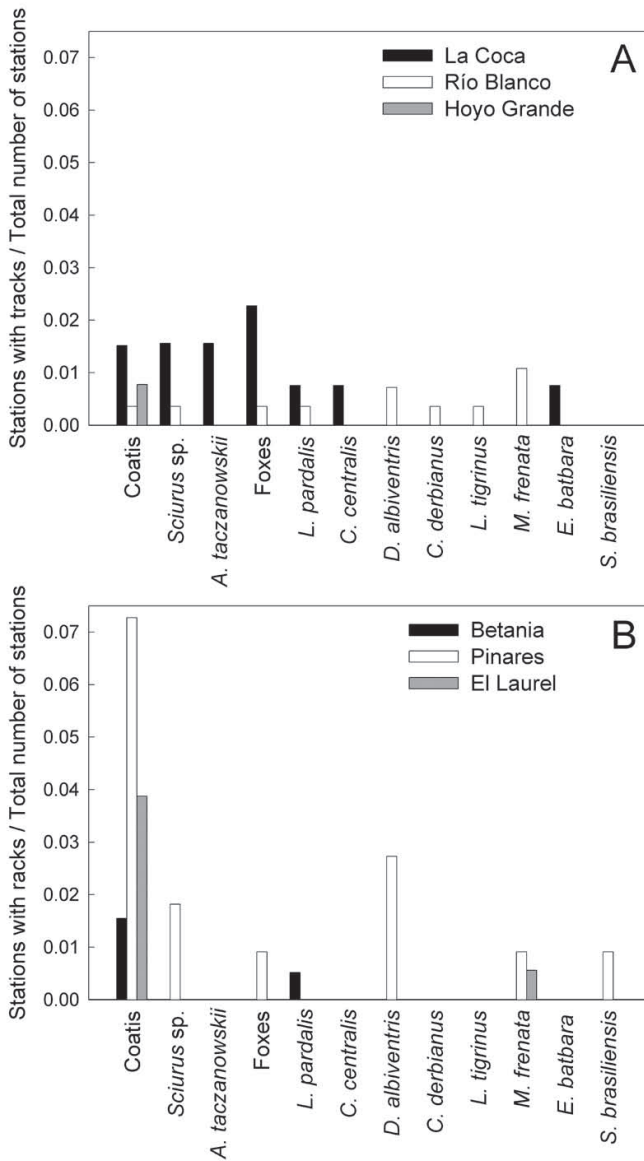 Stations with tracks / Total number of stations
0.07
0.06
0.05
0.04
0.03
0.02
0.01
0.00
La Coca
Río Blanco
Hoyo Grande
A
Coatis
Sciurus sp.
A. taczanowskii
Foxes
L. pardalis
C. centralis
D. albiventris
C. derbianus
L. tigrinus
M. frenata
E. batbara
S. brasiliensis
Stations with racks / Total number of stations
0.07
0.06
0.05
0.04
0.03
0.02
0.01
0.00
Betania
Pinares
El Laurel
B
Coatis
Sciurus sp.
A. taczanowskii
Foxes
L. pardalis
C. centralis
D. albiventris
C. derbianus
L. tigrinus
M. frenata
E. batbara
S. brasiliensis